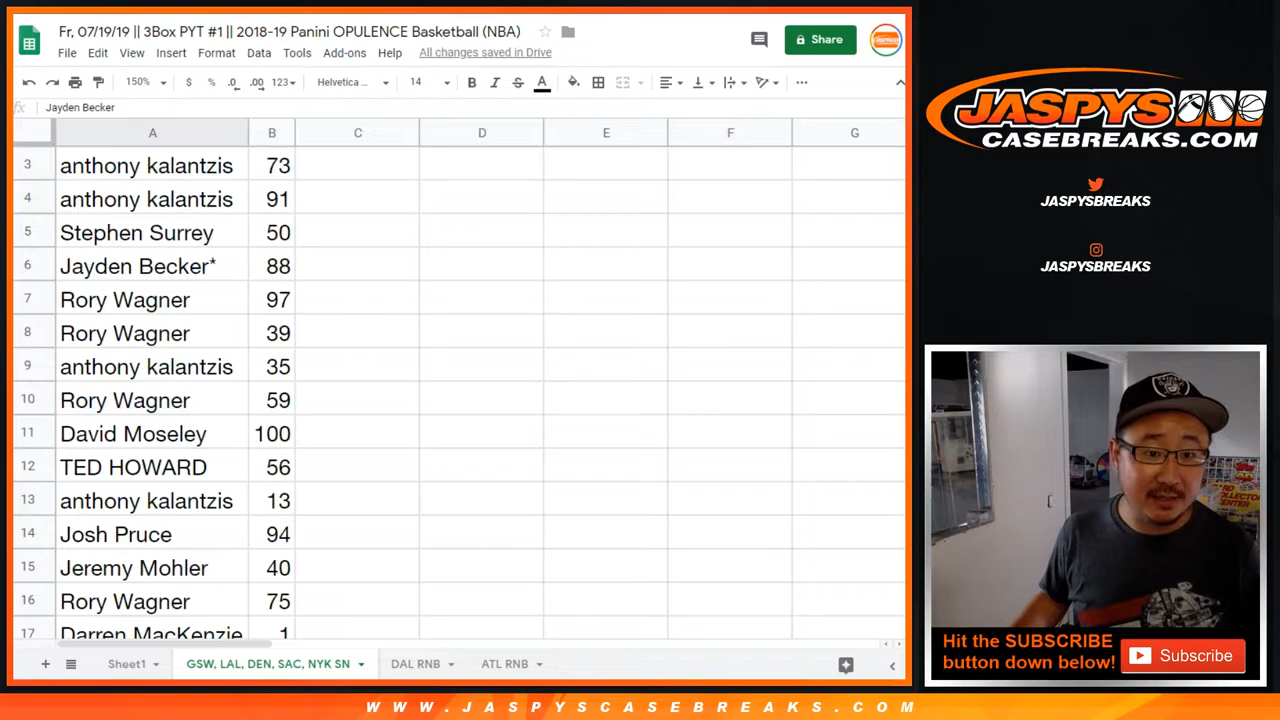 Fr, 07/19/19 || 3Box PYT #1 || 2018-19 Panini OPULENCE Basketball (NBA)
File Edit View Insert Format Data Tools Add-ons Help All changes saved in Drive
Share
150% $ % .0 .00 123 Helvetica ... 14 B I S A
fx Jayden Becker
A B C D E F G
3 anthony kalantzis 73
4 anthony kalantzis 91
5 Stephen Surrey 50
6 Jayden Becker* 88
7 Rory Wagner 97
8 Rory Wagner 39
9 anthony kalantzis 35
10 Rory Wagner 59
11 David Moseley 100
12 TED HOWARD 56
13 anthony kalantzis 13
14 Josh Pruce 94
15 Jeremy Mohler 40
16 Rory Wagner 75
17 Darren MacKenzie 1
Sheet1 GSW, LAL, DEN, SAC, NYK SN DAL RNB ATL RNB
JASPYS
CASEBREAKS.COM
JASPYSBREAKS
JASPYSBREAKS
Hit the SUBSCRIBE
button down below!
Subscribe
WWW.JASPYSCASEBREAKS.COM